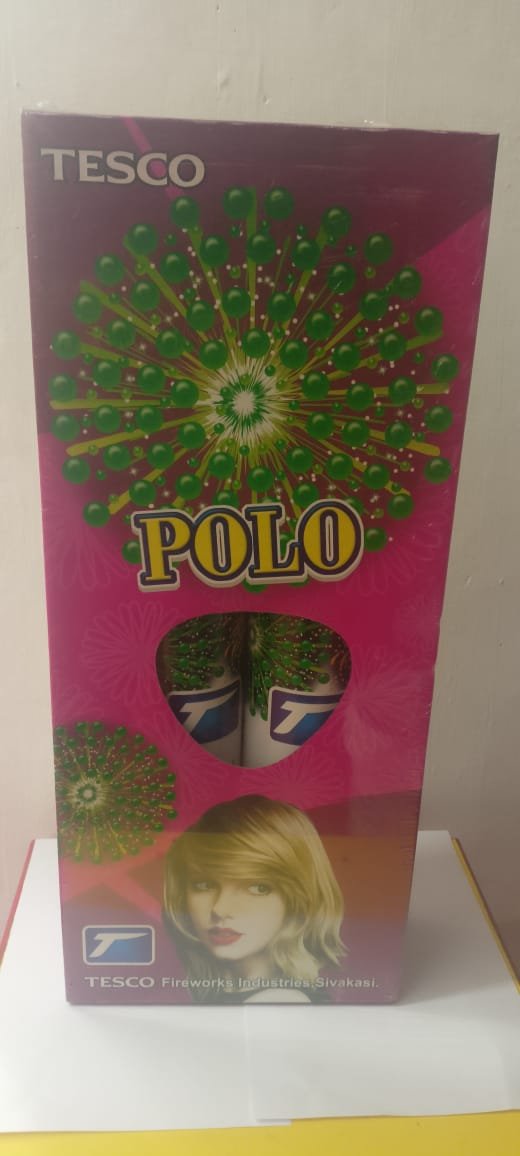 TESCO
POLO
T T
T
TESCO Fireworks Industries, Sivakasi.